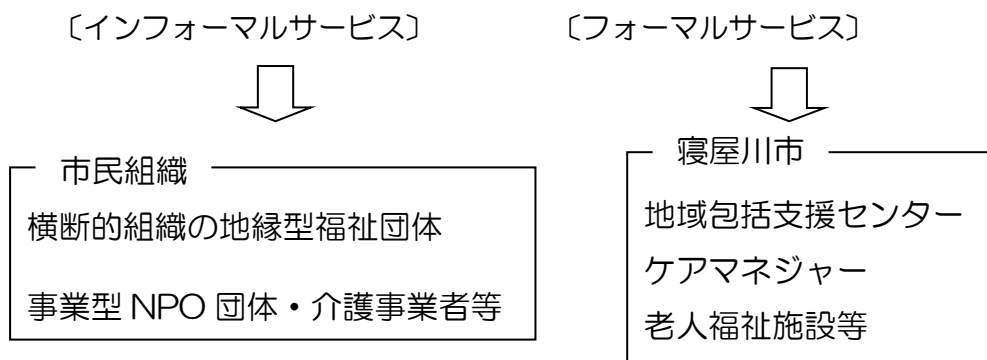 〔インフォーマルサービス〕
〔フォーマルサービス〕
市民組織
横断的組織の地縁型福祉団体
事業型 NPO 団体・介護事業者等
寝屋川市
地域包括支援センター
ケアマネジャー
老人福祉施設等